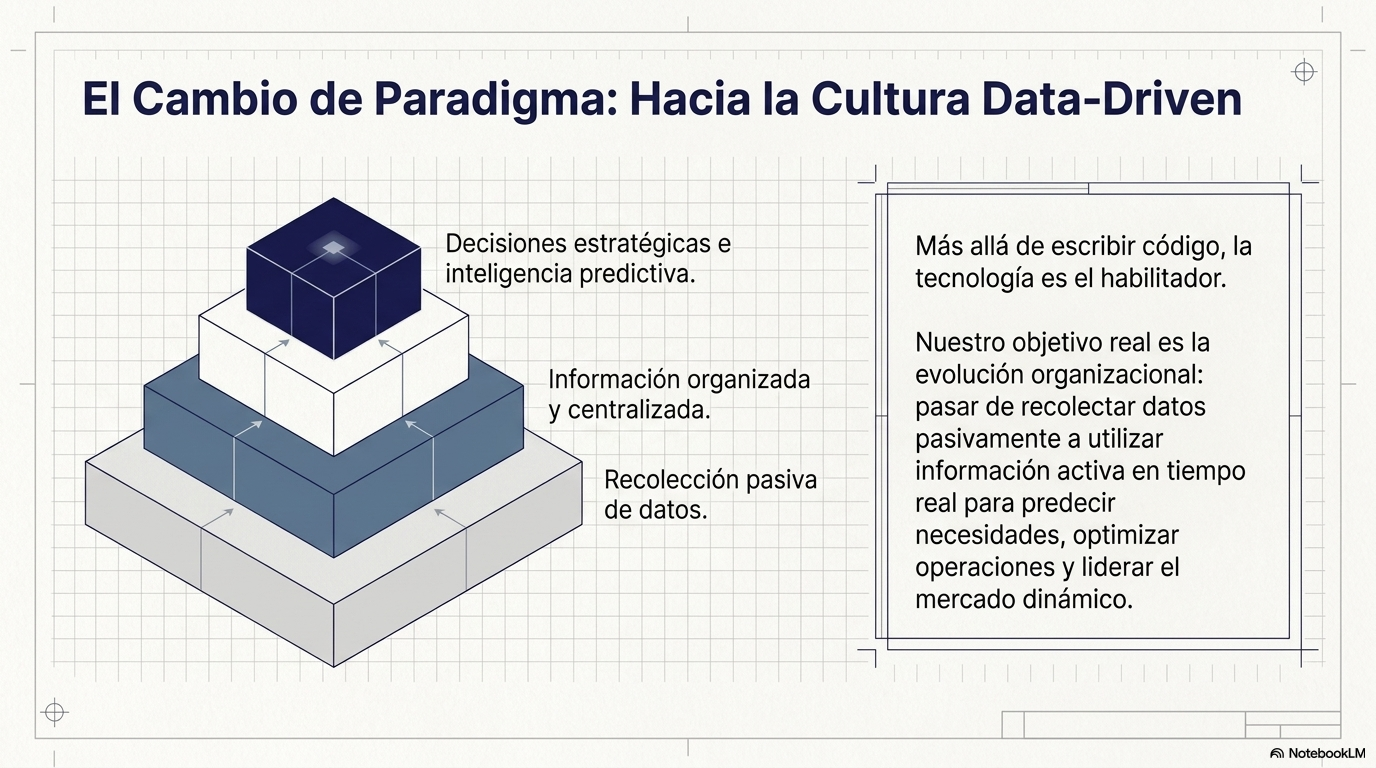 El Cambio de Paradigma: Hacia la Cultura Data-Driven
Decisiones estratégicas e
inteligencia predictiva.
Información organizada
y centralizada.
Recolección pasiva
de datos.
Más allá de escribir código, la
tecnología es el habilitador.
Nuestro objetivo real es la
evolución organizacional:
pasar de recolectar datos
pasivamente a utilizar
información activa en tiempo
real para predecir
necesidades, optimizar
operaciones y liderar el
mercado dinámico.
NotebookLM